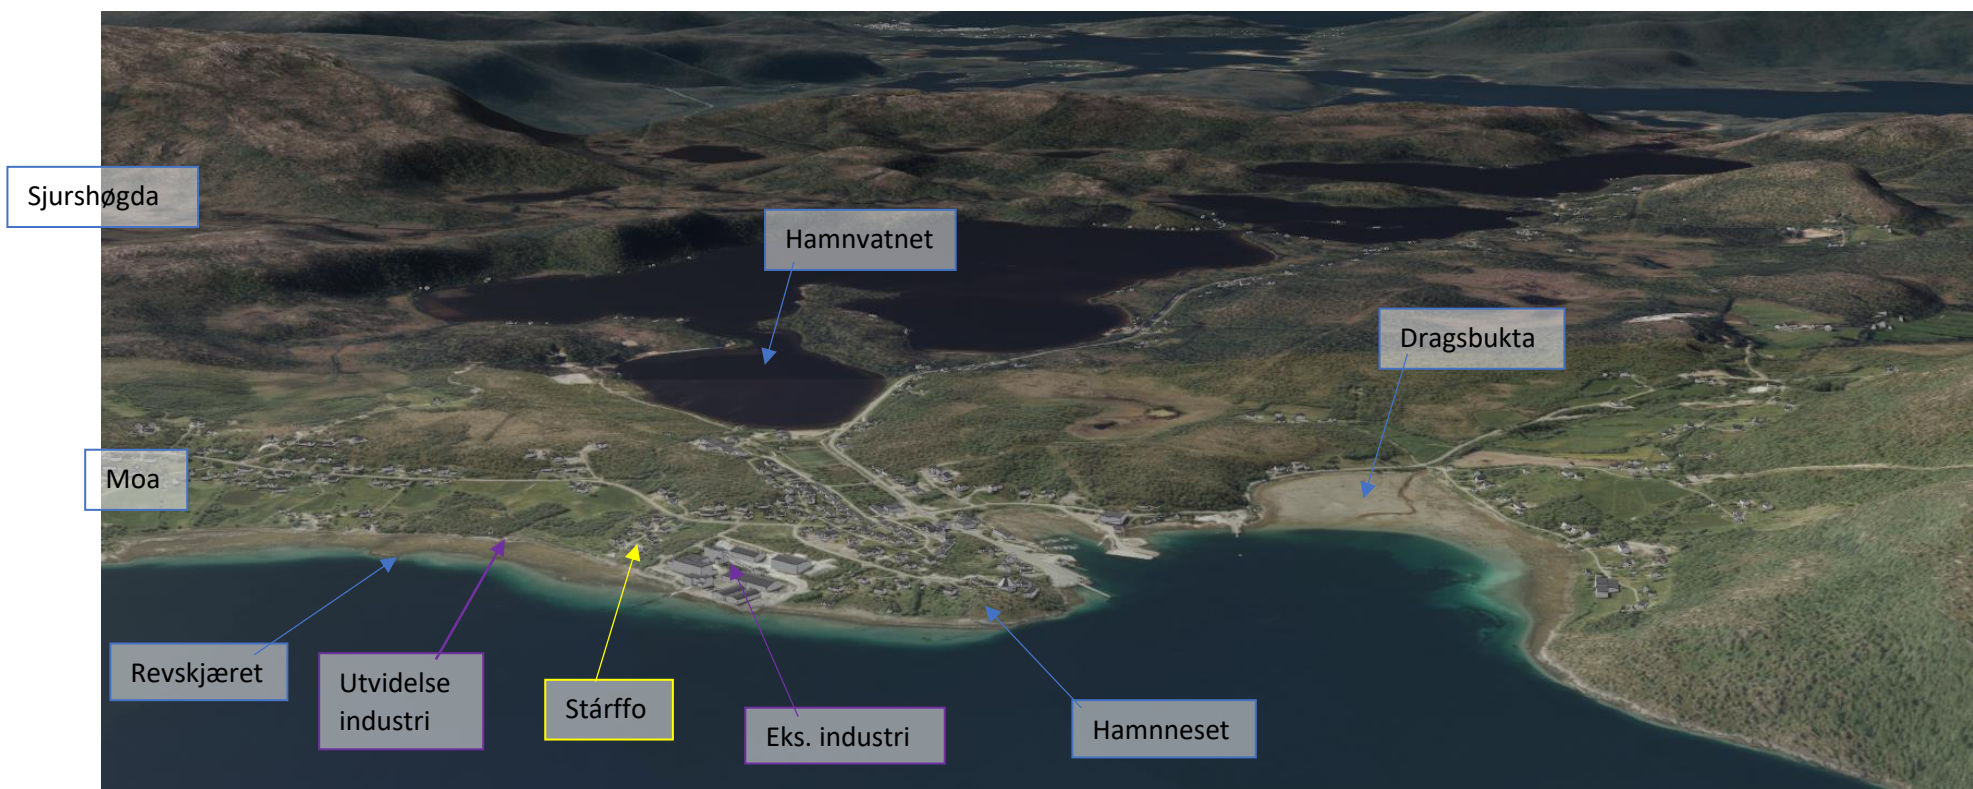 Sjurshøgda
Hamnvatnet
Dragsbukta
Moa
Revskjæret
Utvidelse
industri
Stárffo
Eks. industri
Hamnneset